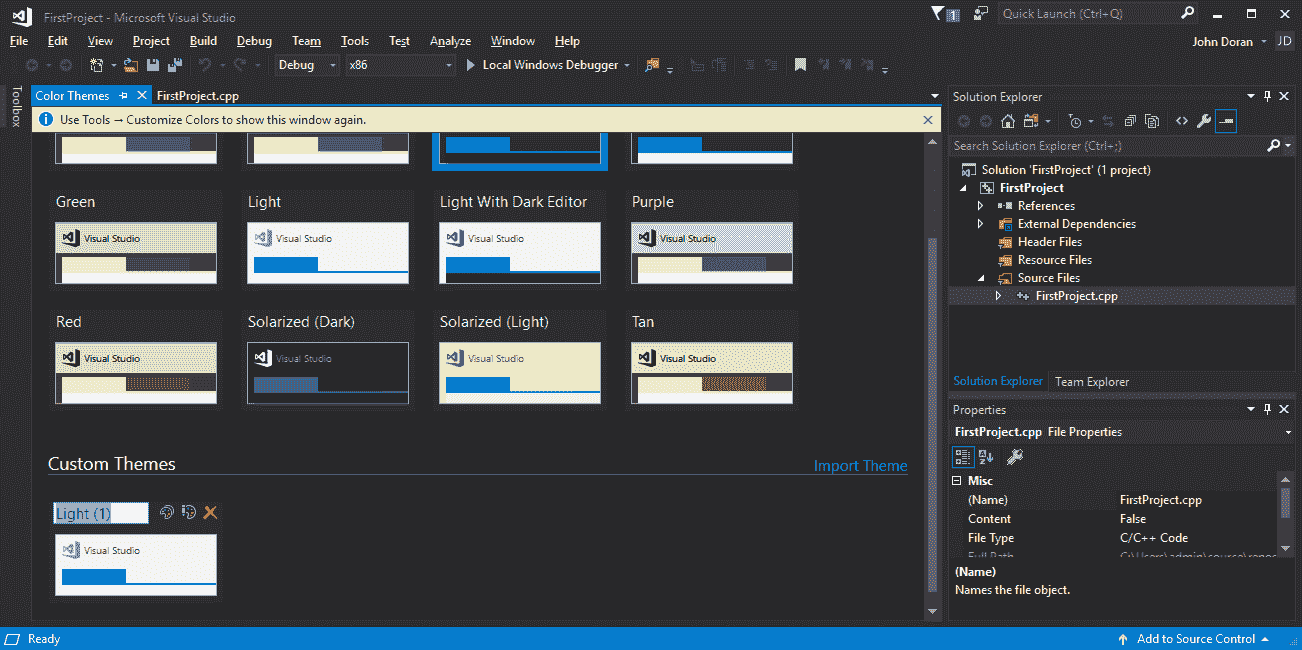 FirstProject - Microsoft Visual Studio
1
Quick Launch (Ctrl+Q)
File Edit View Project Build Debug Team Tools Test Analyze Window Help
John Doran JD
Debug x86 Local Windows Debugger
Toolbox
Color Themes FirstProject.cpp
Use Tools → Customize Colors to show this window again.
Green Light Light With Dark Editor Purple
Visual Studio Visual Studio Visual Studio Visual Studio
Red Solarized (Dark) Solarized (Light) Tan
Visual Studio Visual Studio Visual Studio Visual Studio
Custom Themes Import Theme
Light (1)
Visual Studio
Solution Explorer
Search Solution Explorer (Ctrl+;)
Solution 'FirstProject' (1 project)
FirstProject
References
External Dependencies
Header Files
Resource Files
Source Files
FirstProject.cpp
Solution Explorer Team Explorer
Properties
FirstProject.cpp File Properties
Misc
(Name) FirstProject.cpp
Content False
File Type C/C++ Code
Full Path C:\Users\admin\source\repos
(Name)
Names the file object.
Ready
Add to Source Control